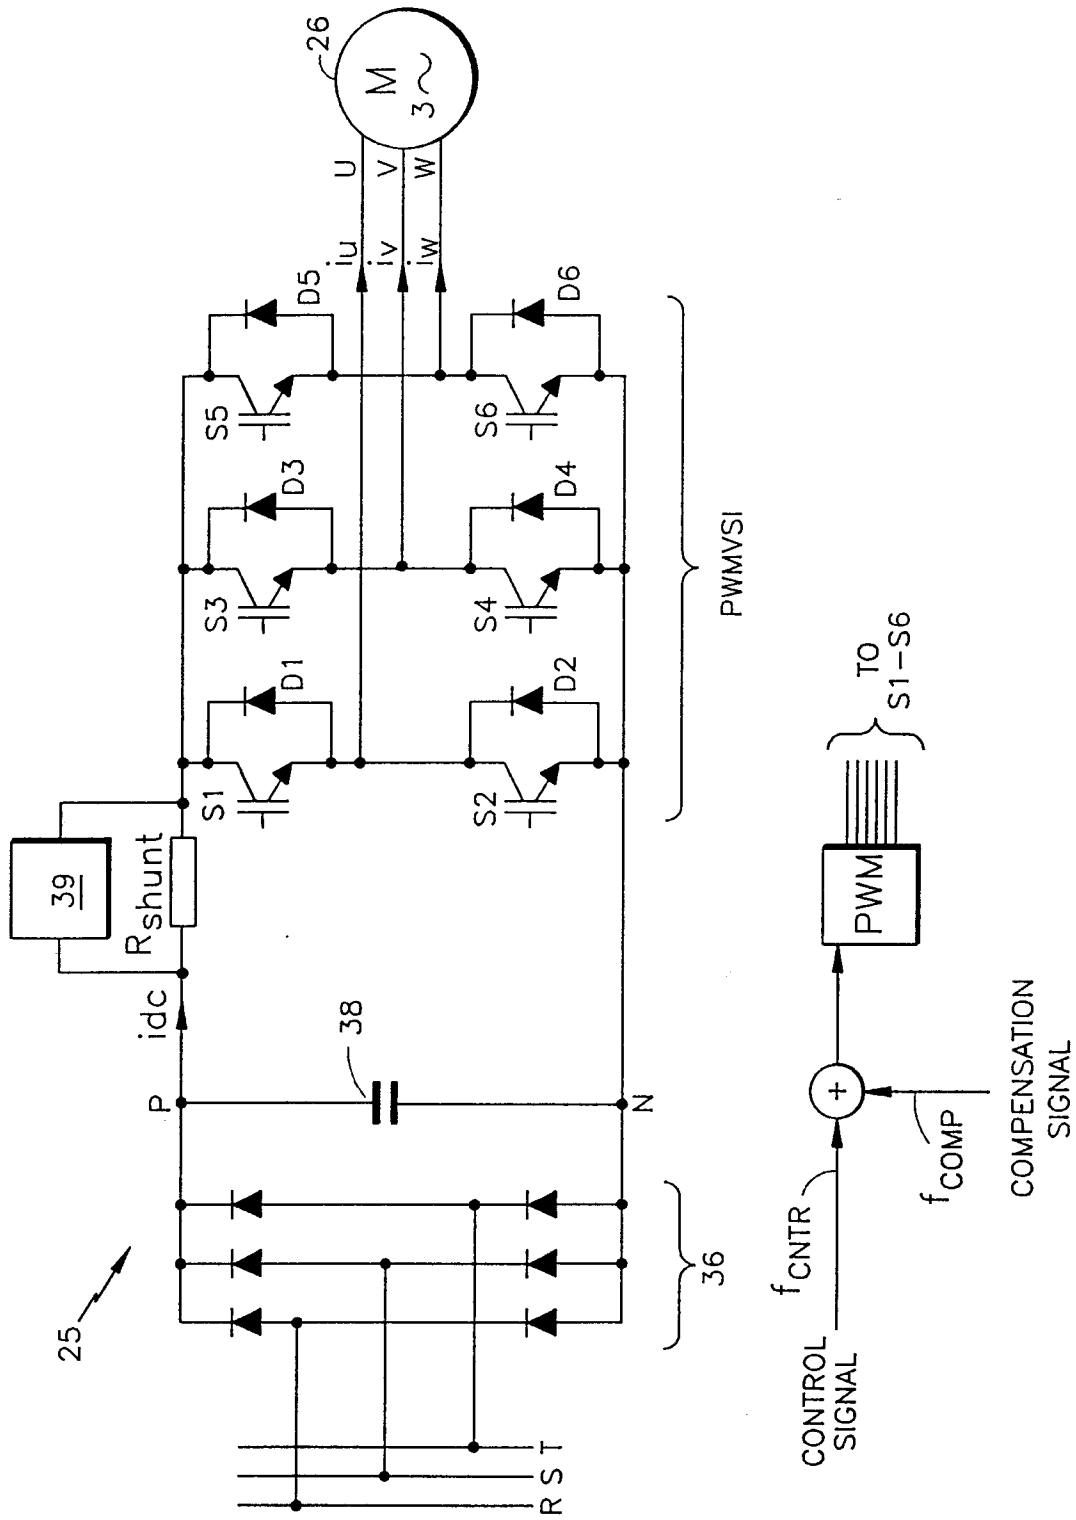 25
R
S
T
36
P
N
38
idc
39
Rshunt
S1
D1
S3
D3
S5
D5
S2
D2
S4
D4
S6
D6
PWMVSI
iu
iv
iw
U
V
W
M
3~
26
CONTROL
SIGNAL
fCNTR
+
fCOMP
COMPENSATION
SIGNAL
PWM
TO
S1-S6